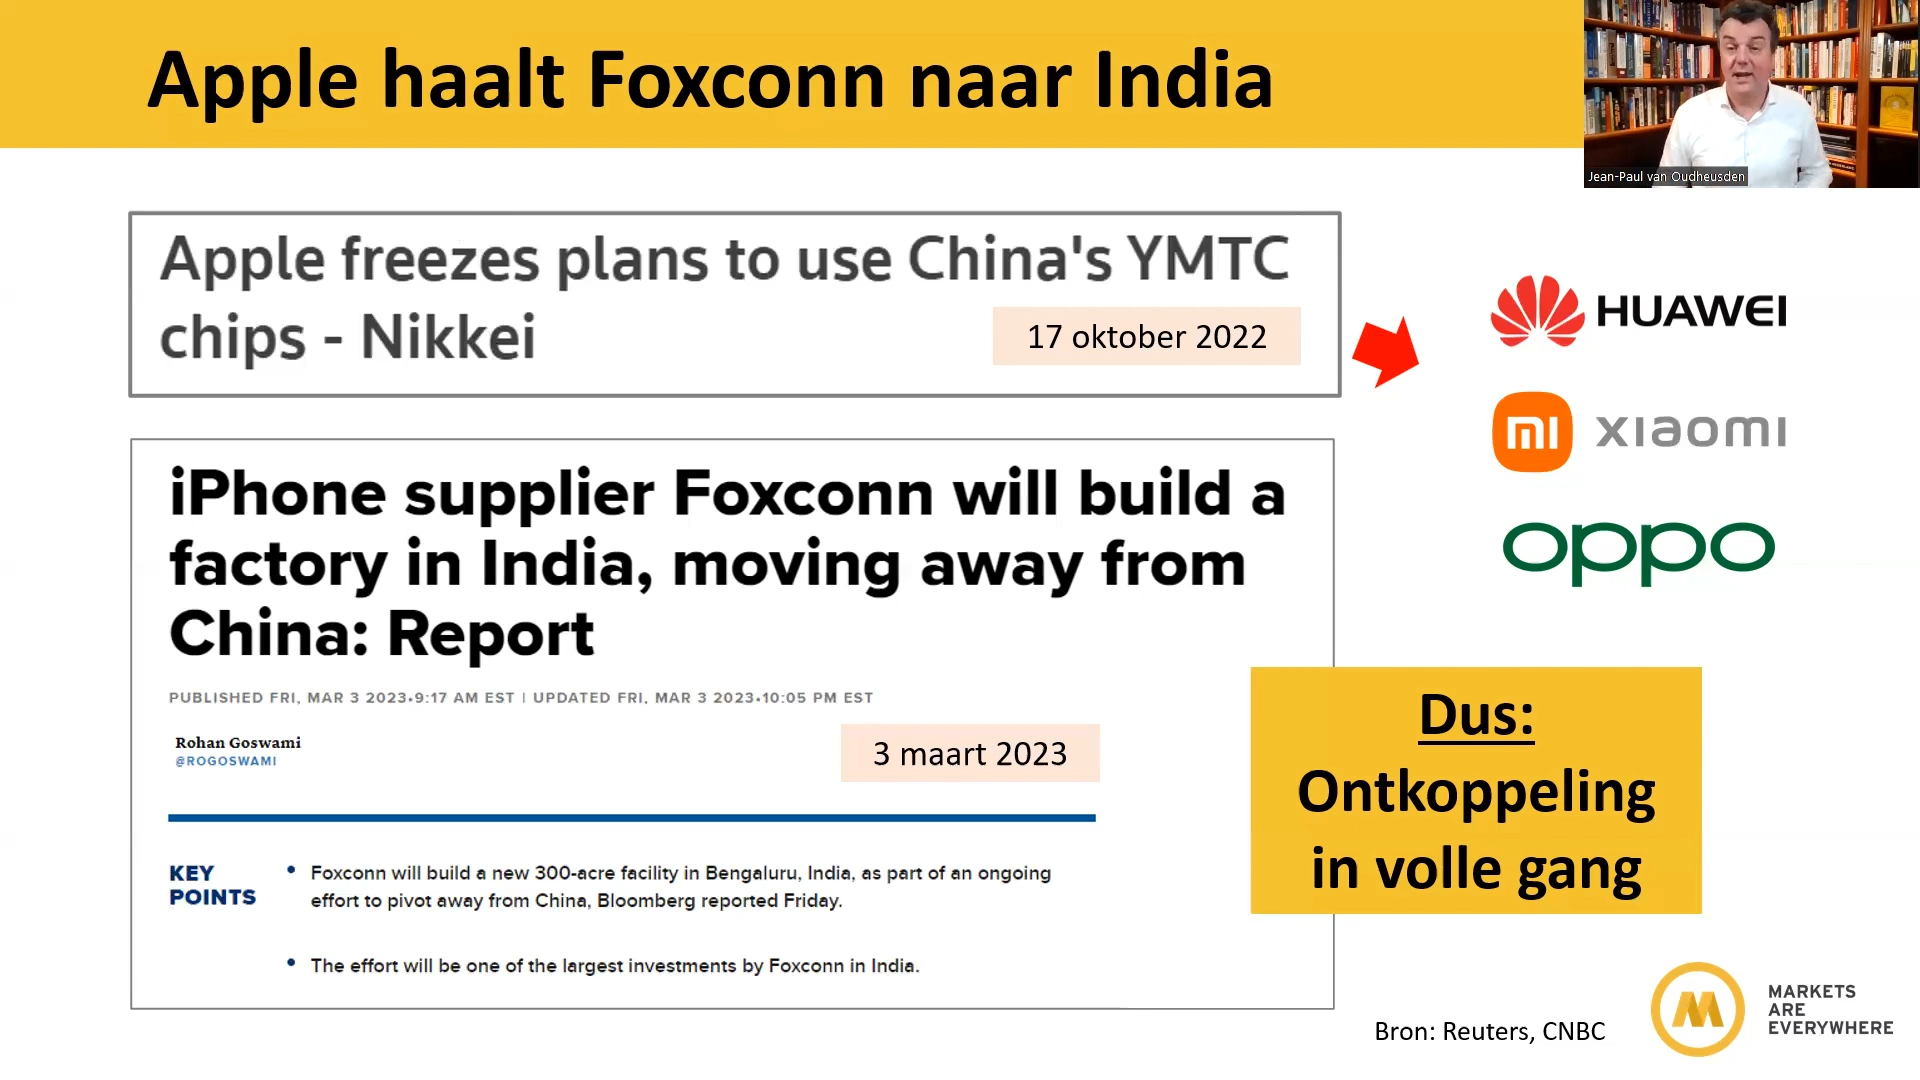 Apple haalt Foxconn naar India
Jean-Paul van Oudheusden
Apple freezes plans to use China's YMTC
chips - Nikkei
17 oktober 2022
HUAWEI
mi xiaomi
oppo
iPhone supplier Foxconn will build a
factory in India, moving away from
China: Report
PUBLISHED FRI, MAR 3 2023•9:17 AM EST | UPDATED FRI, MAR 3 2023•10:05 PM EST
Rohan Goswami
@ROGOSWAMI
3 maart 2023
KEY
POINTS
• Foxconn will build a new 300-acre facility in Bengaluru, India, as part of an ongoing
effort to pivot away from China, Bloomberg reported Friday.
• The effort will be one of the largest investments by Foxconn in India.
Dus:
Ontkoppeling
in volle gang
Bron: Reuters, CNBC
MARKETS
ARE
EVERYWHERE